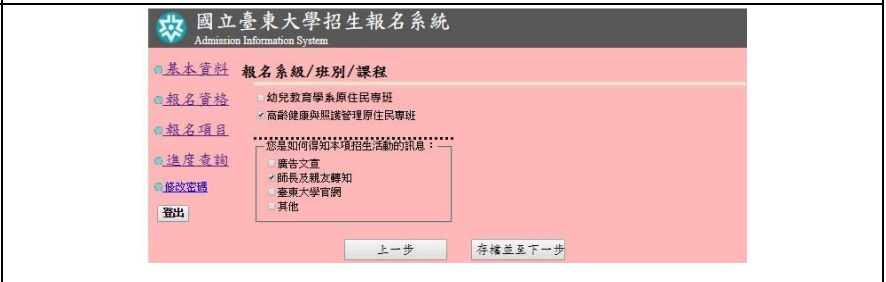 國立臺東大學招生報名系統
Admission Information System
基本資料
報名資格
報名項目
進度查詢
修改密碼
登出
報名系級/班別/課程
幼兒教育學系原住民專班
高齡健康與照護管理原住民專班
您是如何得知本項招生活動的訊息：
廣告文宣
師長及親友轉知
臺東大學官網
其他
上一步
存檔並至下一步